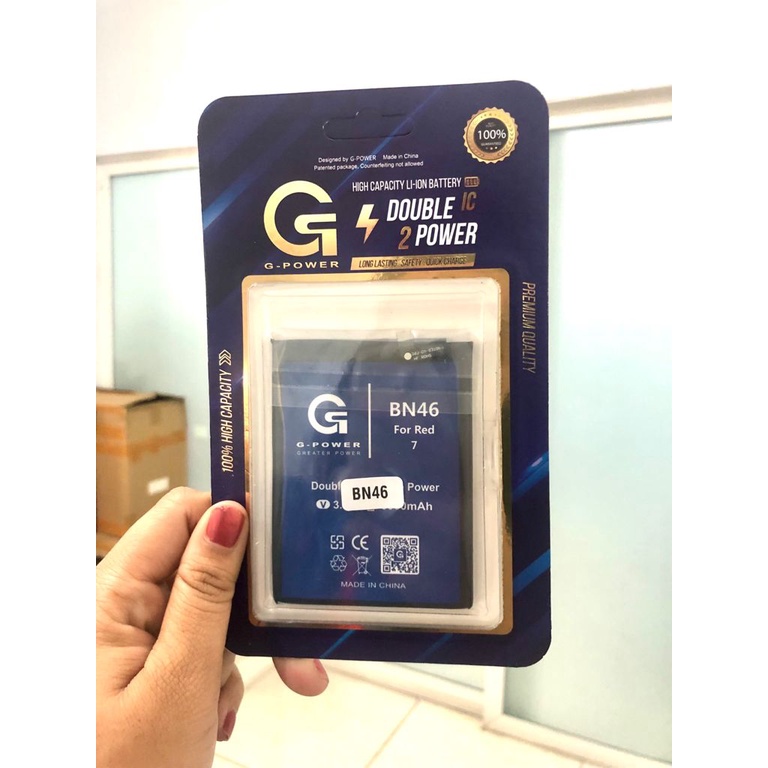 Designed by G-POWER Made in China
Patented package, Counterfeiting not allowed
100%
G-POWER
HIGH CAPACITY LI-ION BATTERY
DOUBLE IC
2 POWER
LONG LASTING SAFETY QUICK CHARGE
PREMIUM QUALITY
100% HIGH CAPACITY
G-POWER
GREATER POWER
BN46
For Red
7
Power
BN46
V 3.
mAh
CE
MADE IN CHINA